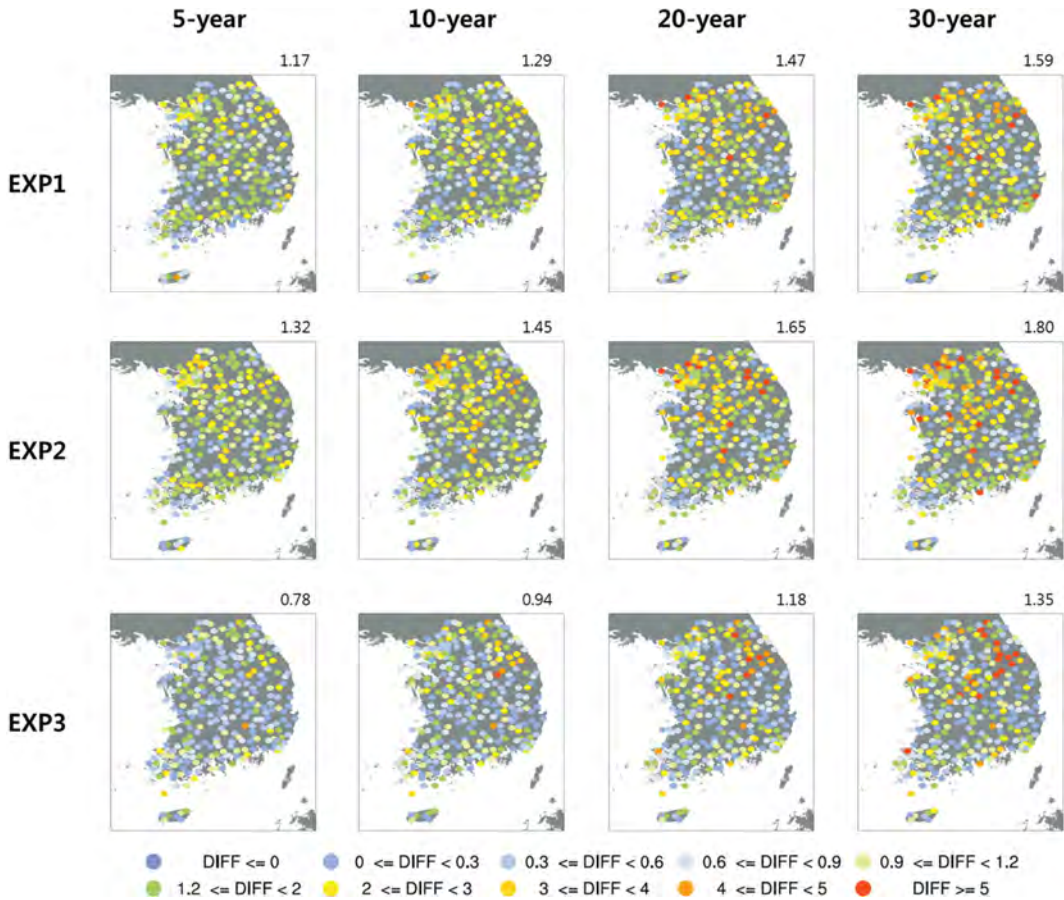 5-year 10-year 20-year 30-year
1.17 1.29 1.47 1.59
EXP1
1.32 1.45 1.65 1.80
EXP2
0.78 0.94 1.18 1.35
EXP3
DIFF <= 0 0 <= DIFF < 0.3 0.3 <= DIFF < 0.6 0.6 <= DIFF < 0.9 0.9 <= DIFF < 1.2
1.2 <= DIFF < 2 2 <= DIFF < 3 3 <= DIFF < 4 4 <= DIFF < 5 DIFF >= 5